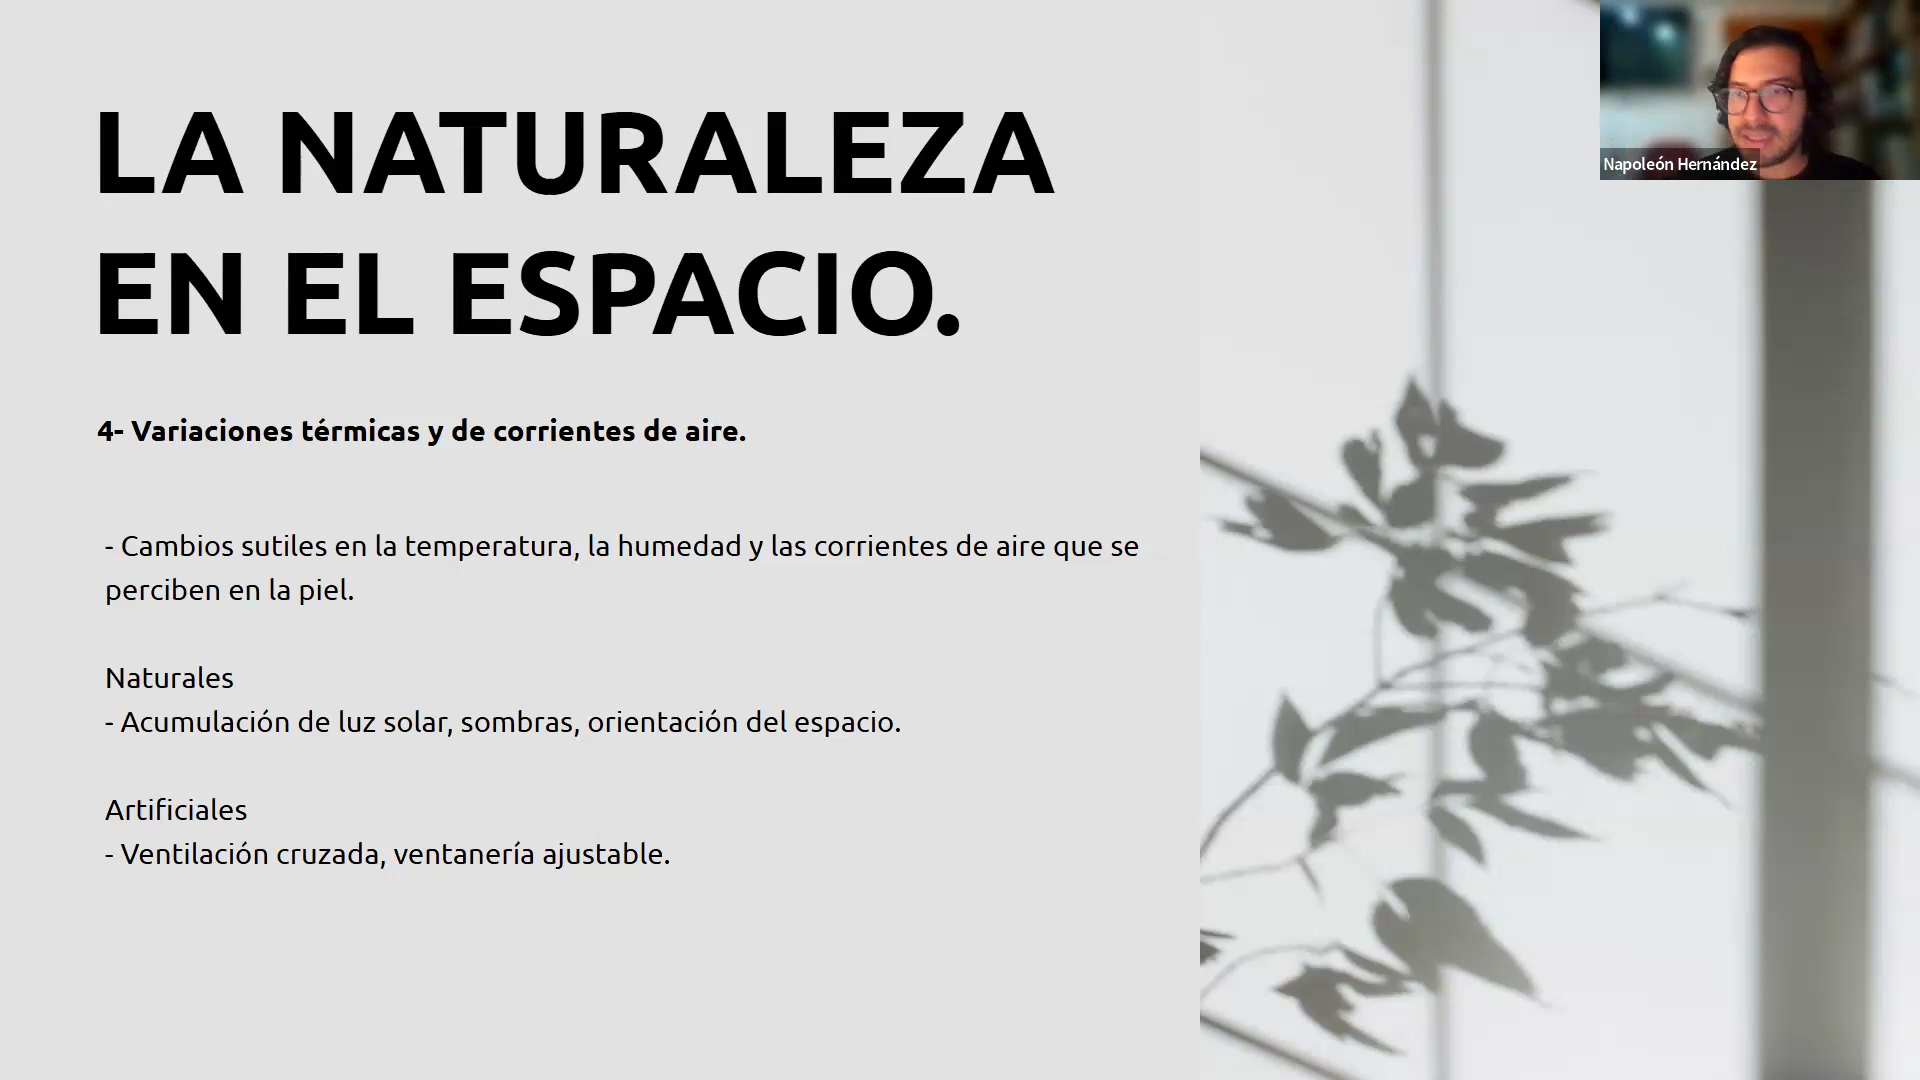 LA NATURALEZA
EN EL ESPACIO.
4- Variaciones térmicas y de corrientes de aire.
- Cambios sutiles en la temperatura, la humedad y las corrientes de aire que se
perciben en la piel.
Naturales
- Acumulación de luz solar, sombras, orientación del espacio.
Artificiales
- Ventilación cruzada, ventanería ajustable.
Napoleón Hernández